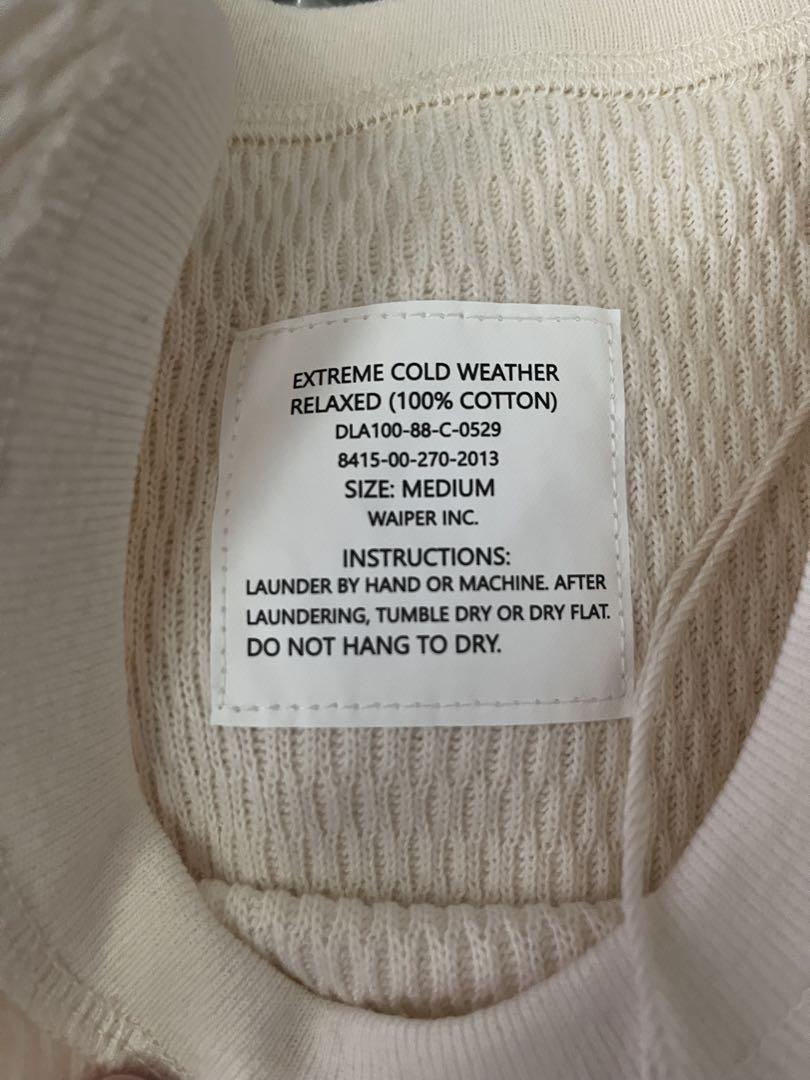 EXTREME COLD WEATHER
RELAXED (100% COTTON)
DLA100-88-C-0529
8415-00-270-2013
SIZE: MEDIUM
WAIPER INC.
INSTRUCTIONS:
LAUNDER BY HAND OR MACHINE. AFTER
LAUNDERING, TUMBLE DRY OR DRY FLAT.
DO NOT HANG TO DRY.